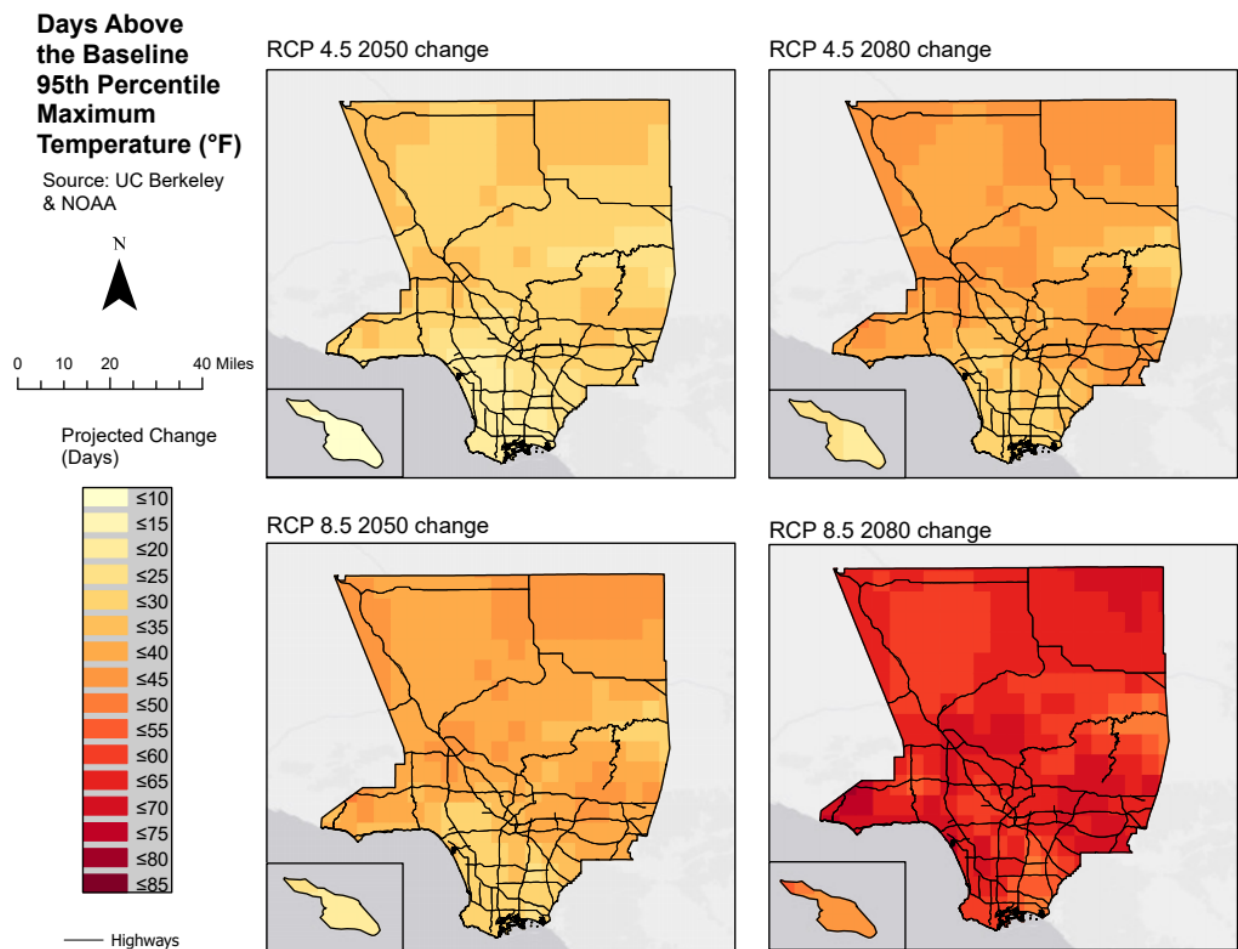 Days Above
the Baseline
95th Percentile
Maximum
Temperature (°F)
Source: UC Berkeley
& NOAA
N
0 10 20 40 Miles
Projected Change
(Days)
≤10
≤15
≤20
≤25
≤30
≤35
≤40
≤45
≤50
≤55
≤60
≤65
≤70
≤75
≤80
≤85
Highways
RCP 4.5 2050 change
RCP 4.5 2080 change
RCP 8.5 2050 change
RCP 8.5 2080 change